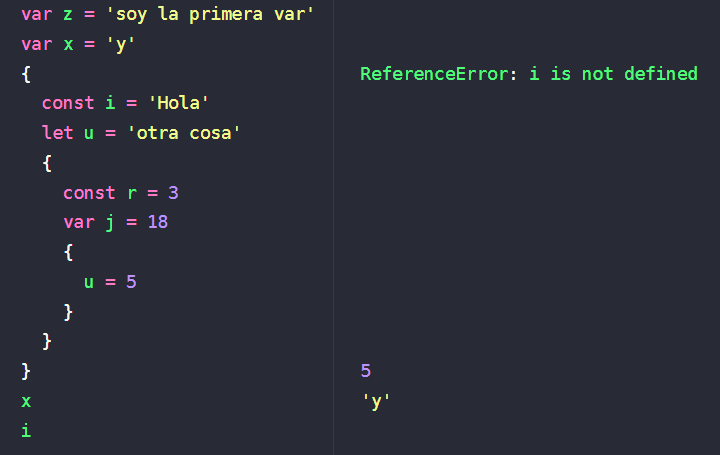 var z = 'soy la primera var'
var x = 'y'
{
const i = 'Hola'
let u = 'otra cosa'
{
const r = 3
var j = 18
{
u = 5
}
}
}
x
i
ReferenceError: i is not defined
5
'y'